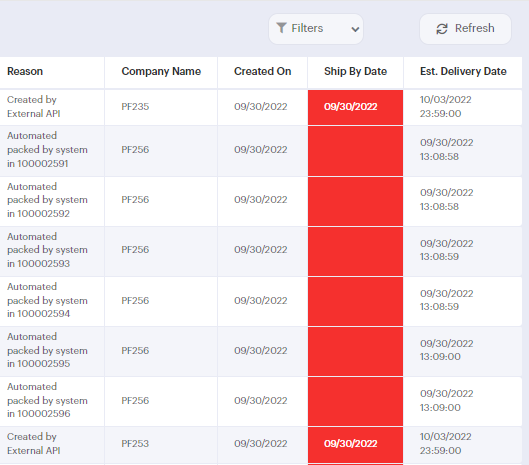 Filters
Refresh
Reason Company Name Created On Ship By Date Est. Delivery Date
Created by
External API
PF235
09/30/2022
09/30/2022
10/03/2022
23:59:00
Automated
packed by system
in 100002591
PF256
09/30/2022
09/30/2022
13:08:58
Automated
packed by system
in 100002592
PF256
09/30/2022
09/30/2022
13:08:58
Automated
packed by system
in 100002593
PF256
09/30/2022
09/30/2022
13:08:59
Automated
packed by system
in 100002594
PF256
09/30/2022
09/30/2022
13:08:59
Automated
packed by system
in 100002595
PF256
09/30/2022
09/30/2022
13:09:00
Automated
packed by system
in 100002596
PF256
09/30/2022
09/30/2022
13:09:00
Created by
External API
PF253
09/30/2022
09/30/2022
10/03/2022
23:59:00